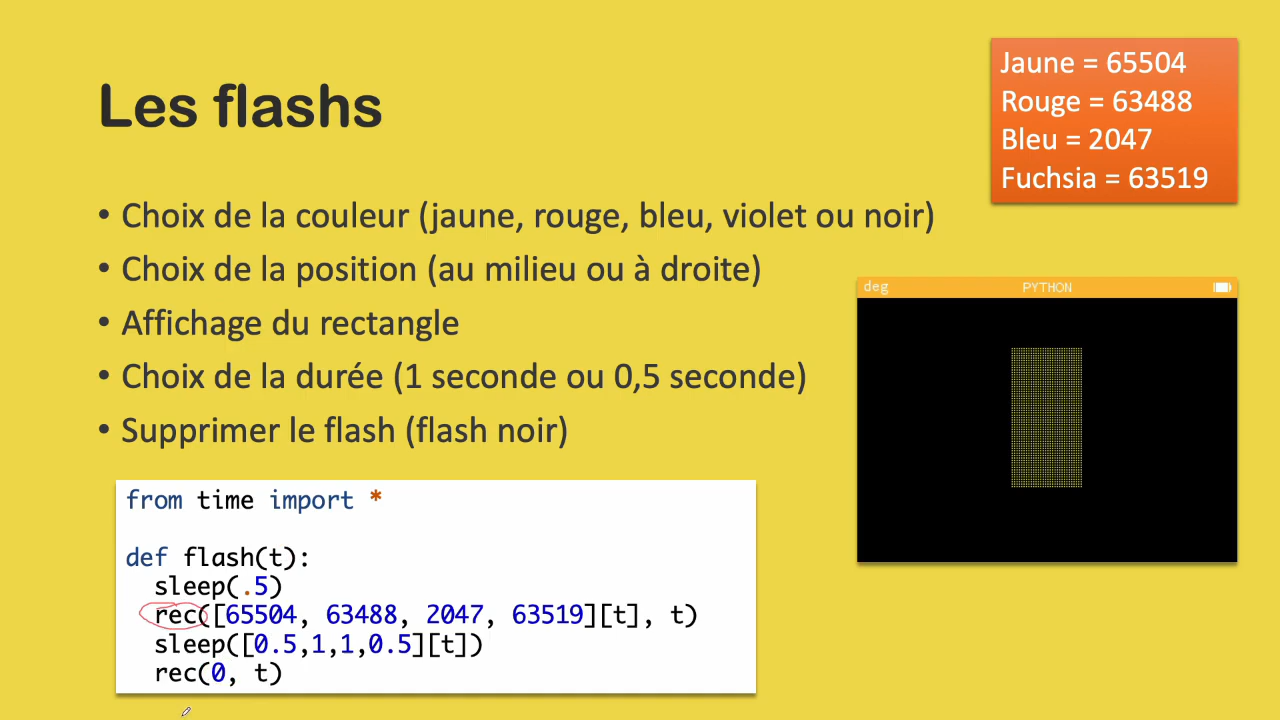 Les flashs
Jaune = 65504
Rouge = 63488
Bleu = 2047
Fuchsia = 63519
• Choix de la couleur (jaune, rouge, bleu, violet ou noir)
• Choix de la position (au milieu ou à droite)
• Affichage du rectangle
• Choix de la durée (1 seconde ou 0,5 seconde)
• Supprimer le flash (flash noir)
deg PYTHON
from time import *
def flash(t):
  sleep(.5)
  rec([65504, 63488, 2047, 63519][t], t)
  sleep([0.5,1,1,0.5][t])
  rec(0, t)